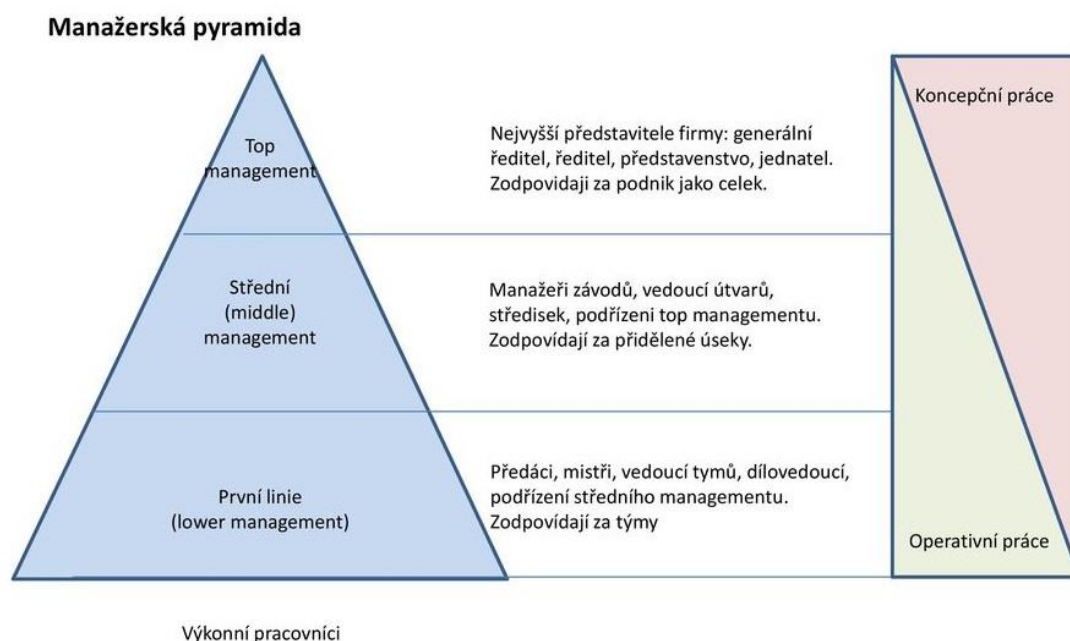 Manažerská pyramida
Top
management
Nejvyšší představitele firmy: generální
ředitel, ředitel, představenstvo, jednatel.
Zodpovidaji za podnik jako celek.
Koncepční práce
Střední
(middle)
management
Manažeři závodů, vedoucí útvarů,
středisek, podřízeni top managementu.
Zodpovídají za přidělené úseky.
První linie
(lower management)
Předáci, mistři, vedoucí tymů, dílovedoucí,
podřízení středního managementu.
Zodpovídají za týmy
Operativní práce
Výkonní pracovníci